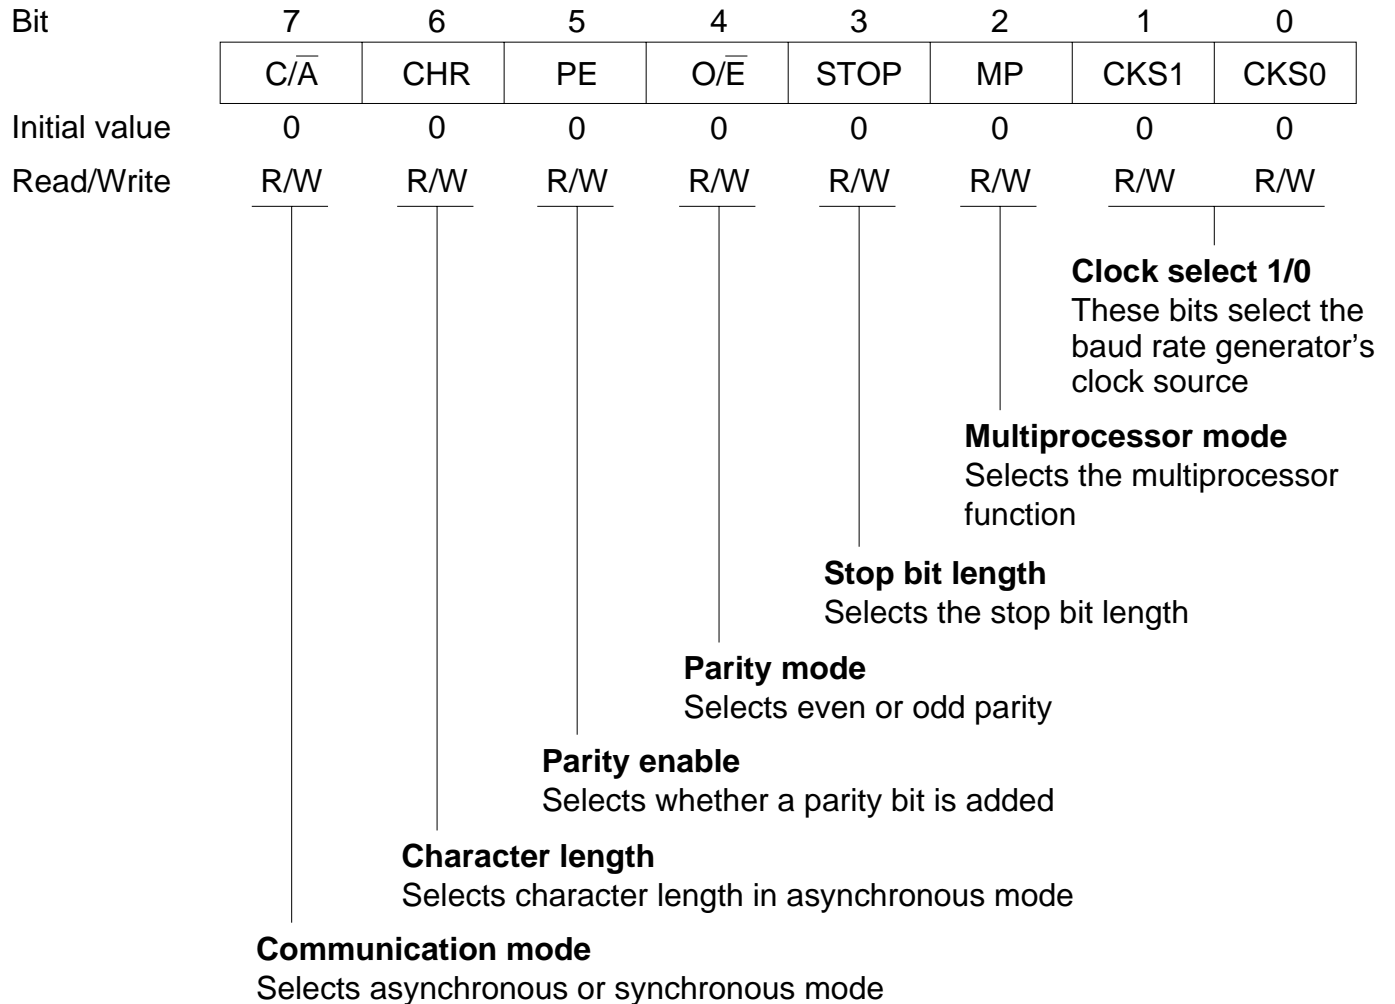 Bit 7 6 5 4 3 2 1 0
C/A̅ CHR PE O/E̅ STOP MP CKS1 CKS0
Initial value 0 0 0 0 0 0 0 0
Read/Write R/W R/W R/W R/W R/W R/W R/W R/W
Clock select 1/0
These bits select the
baud rate generator's
clock source
Multiprocessor mode
Selects the multiprocessor
function
Stop bit length
Selects the stop bit length
Parity mode
Selects even or odd parity
Parity enable
Selects whether a parity bit is added
Character length
Selects character length in asynchronous mode
Communication mode
Selects asynchronous or synchronous mode